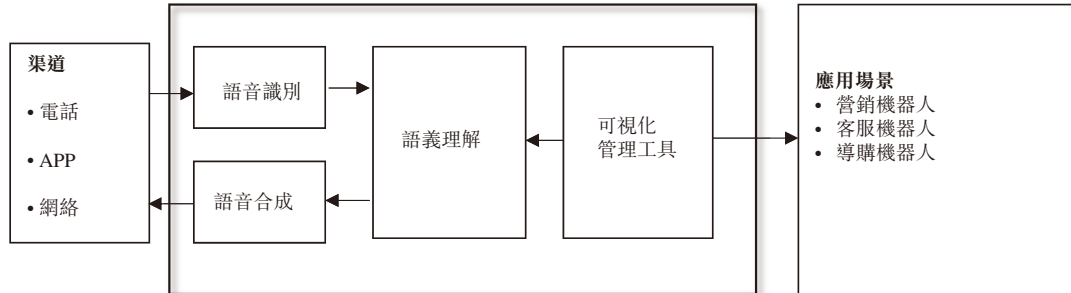 渠道
• 電話
• APP
• 網絡
語音識別
語音合成
語義理解
可視化
管理工具
應用場景
• 營銷機器人
• 客服機器人
• 導購機器人